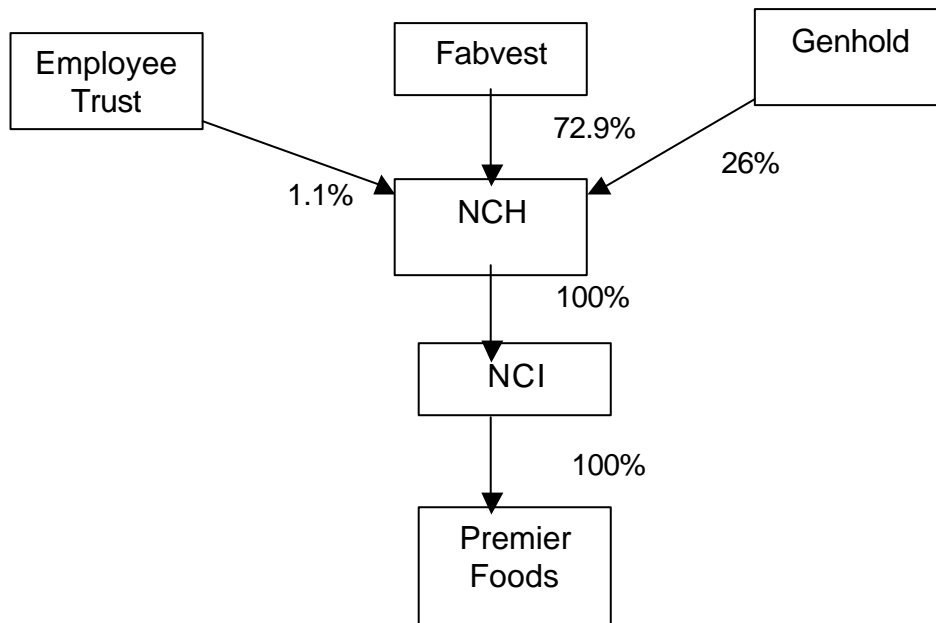 Employee
Trust
Fabvest
Genhold
72.9%
26%
1.1%
NCH
100%
NCI
100%
Premier
Foods